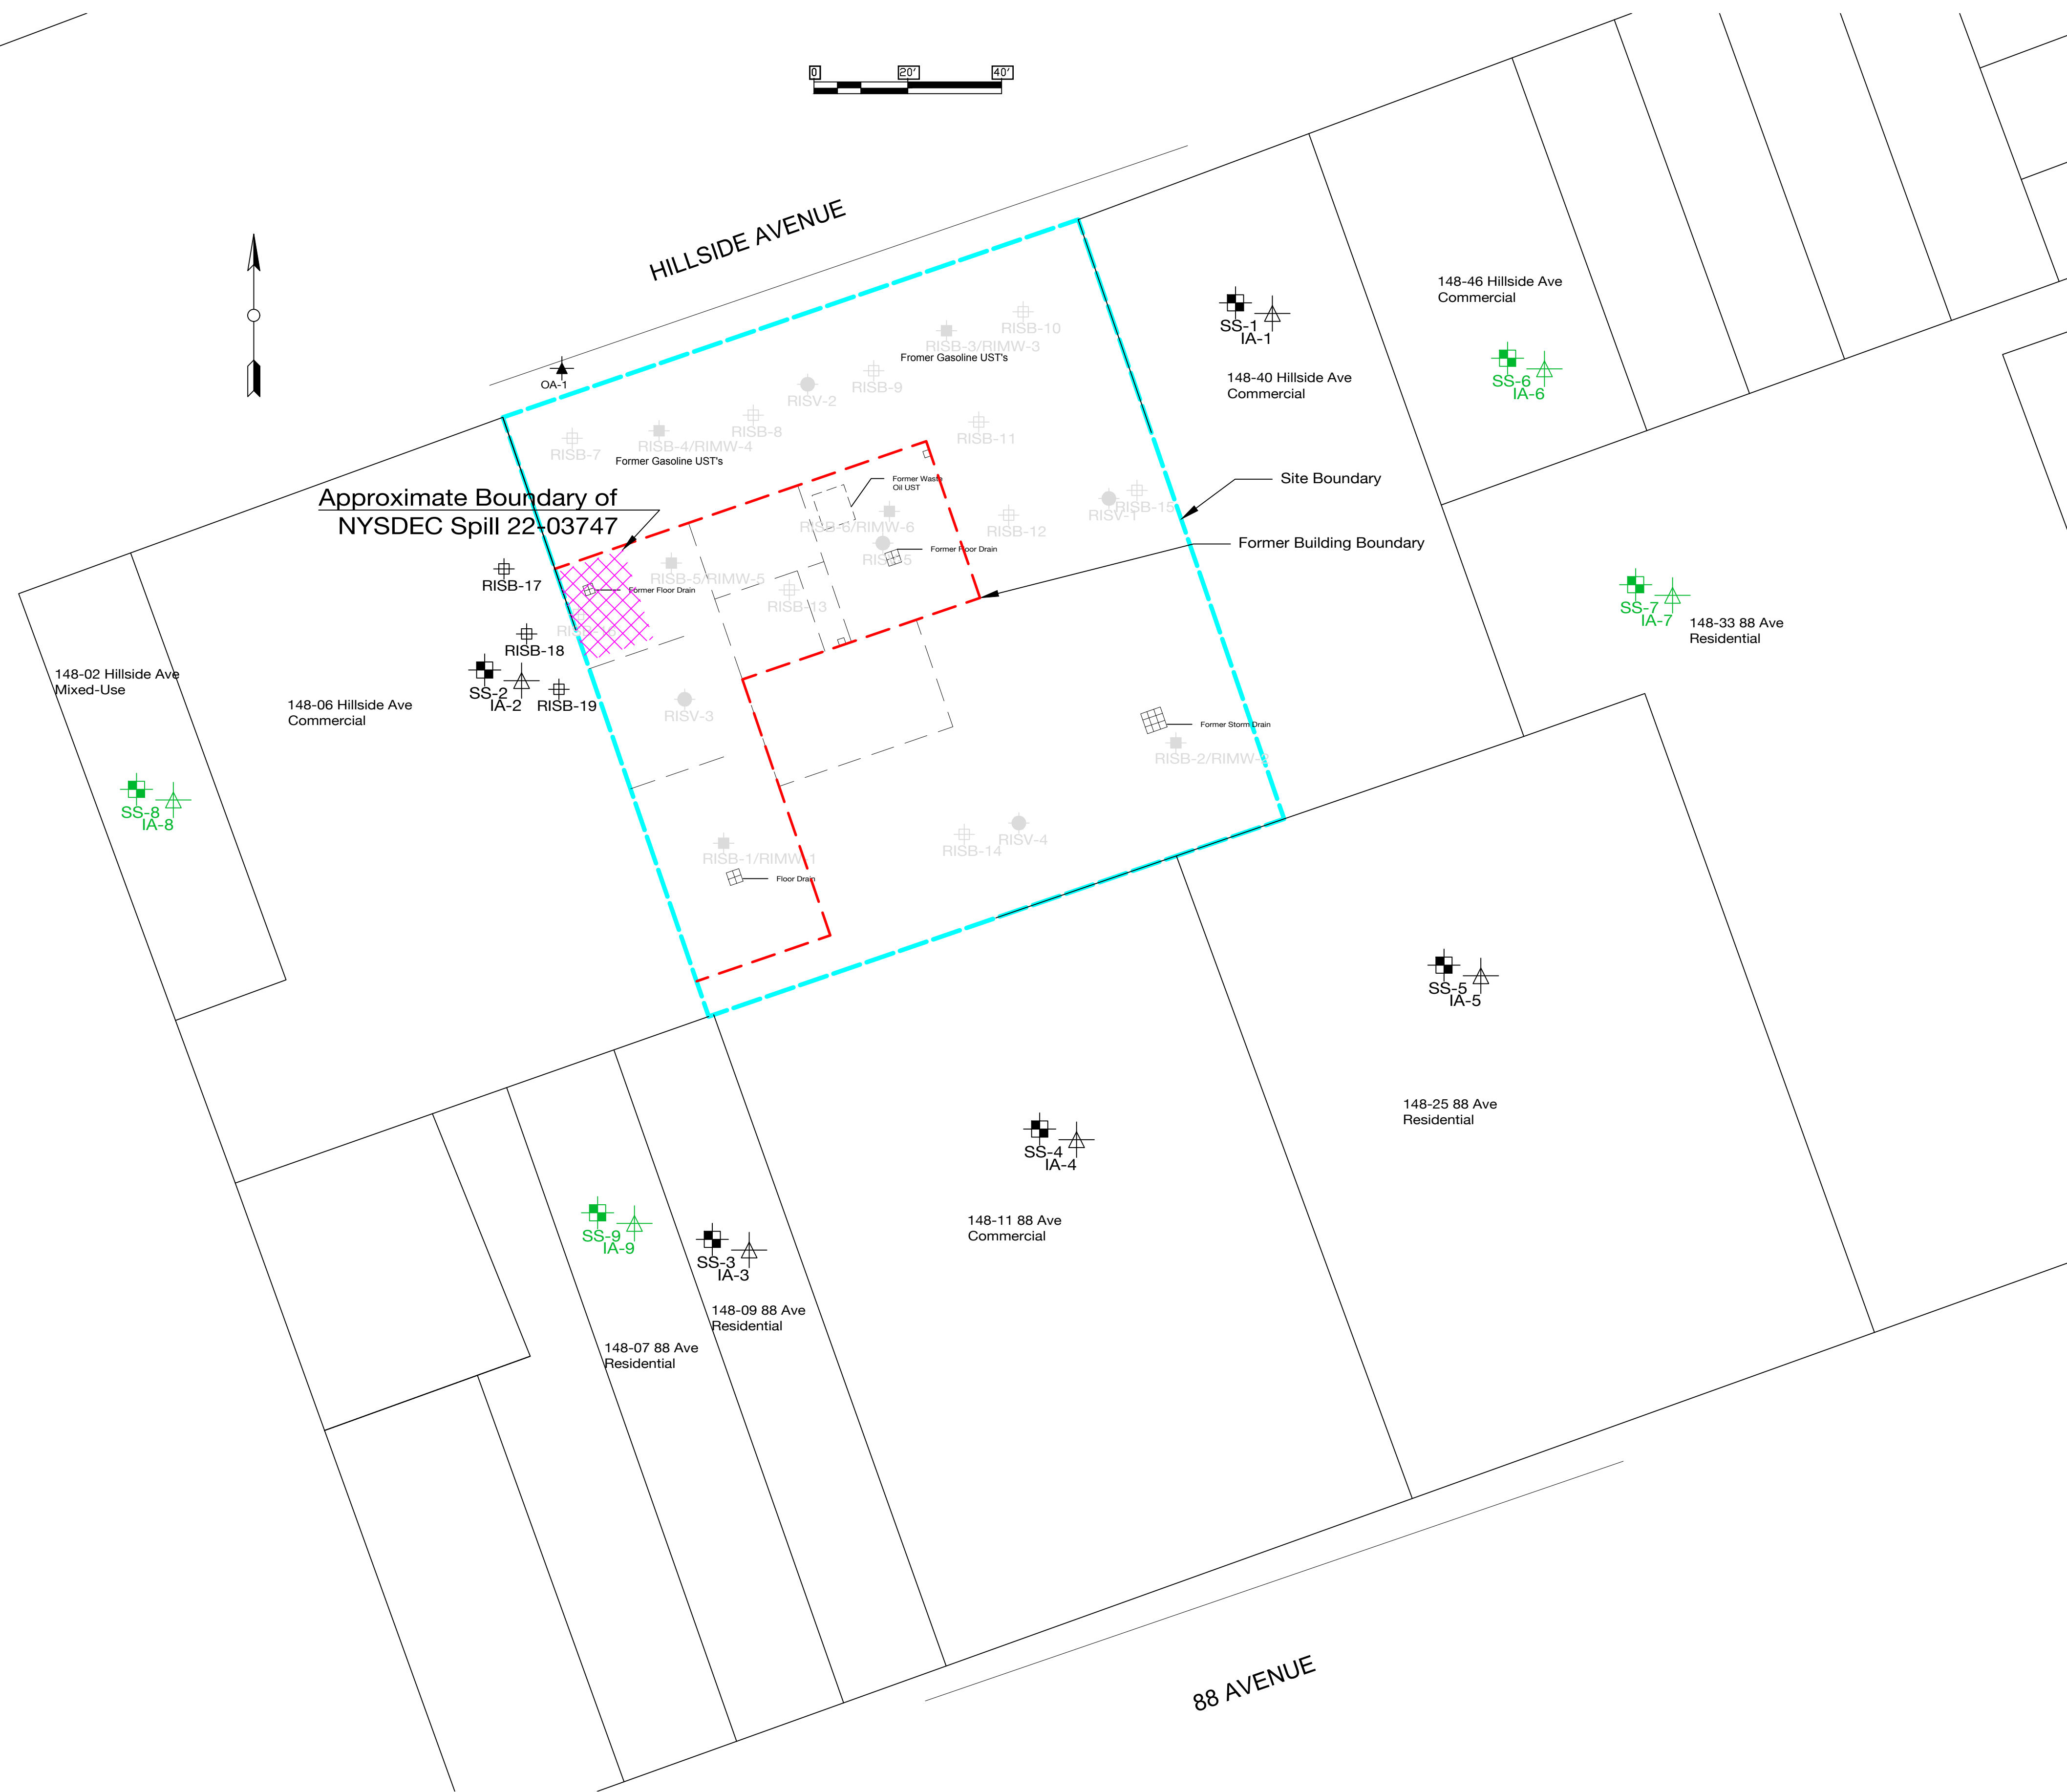 0 20' 40'
HILLSIDE AVENUE
148-46 Hillside Ave
Commercial
SS-1
IA-1
RISB-10
RISB-3/RIMW-3
Fromer Gasoline UST's
OA-1
RISB-9
RISV-2
148-40 Hillside Ave
Commercial
SS-6
IA-6
RISB-8
RISB-11
RISB-7
RISB-4/RIMW-4
Former Gasoline UST's
Former Waste
Oil UST
Site Boundary
Approximate Boundary of
NYSDEC Spill 22-03747
RISB-15
RISV-1
RISB-6/RIMW-6
RISB-12
Former Building Boundary
Former Floor Drain
RISB-17
RISB-5/RIMW-5
Former Floor Drain
RISB-13
SS-7
IA-7
148-33 88 Ave
Residential
RISB-18
148-02 Hillside Ave
Mixed-Use
SS-2
IA-2
RISB-19
148-06 Hillside Ave
Commercial
RISV-3
Former Storm Drain
RISB-2/RIMW-2
SS-8
IA-8
RISB-14
RISV-4
RISB-1/RIMW-1
Floor Drain
SS-5
IA-5
148-25 88 Ave
Residential
SS-4
IA-4
148-11 88 Ave
Commercial
SS-9
IA-9
SS-3
IA-3
148-09 88 Ave
Residential
148-07 88 Ave
Residential
88 AVENUE